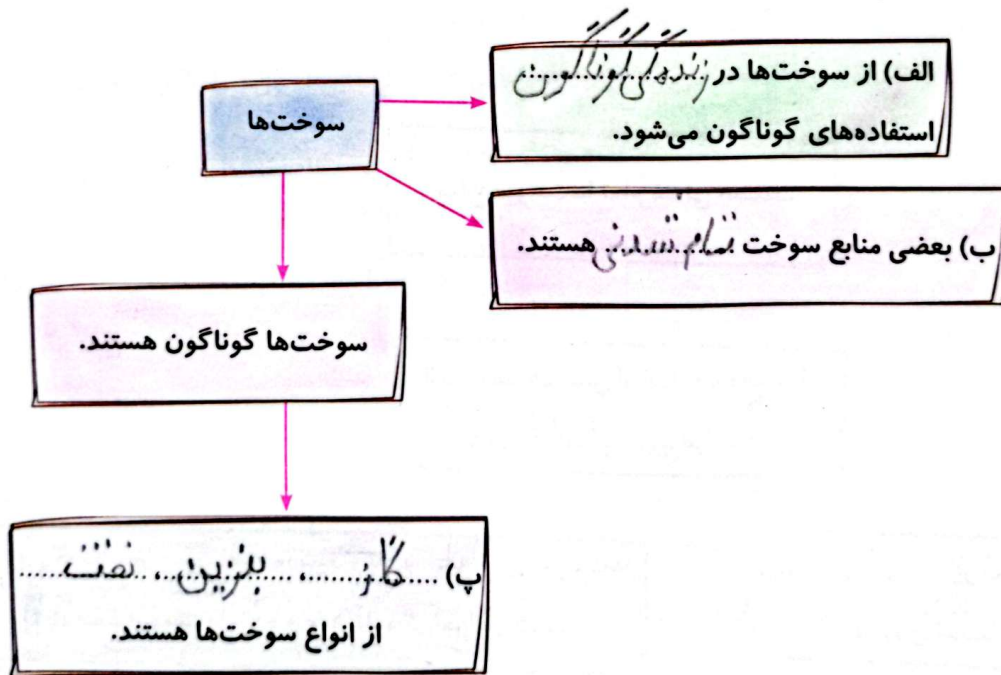 سوخت‌ها
الف) از سوخت‌ها در زندگی گوناگون
استفاده‌های گوناگون می‌شود.
ب) بعضی منابع سوخت تمام شدنی هستند.
سوخت‌ها گوناگون هستند.
پ) گاز، بنزین، نفت
از انواع سوخت‌ها هستند.